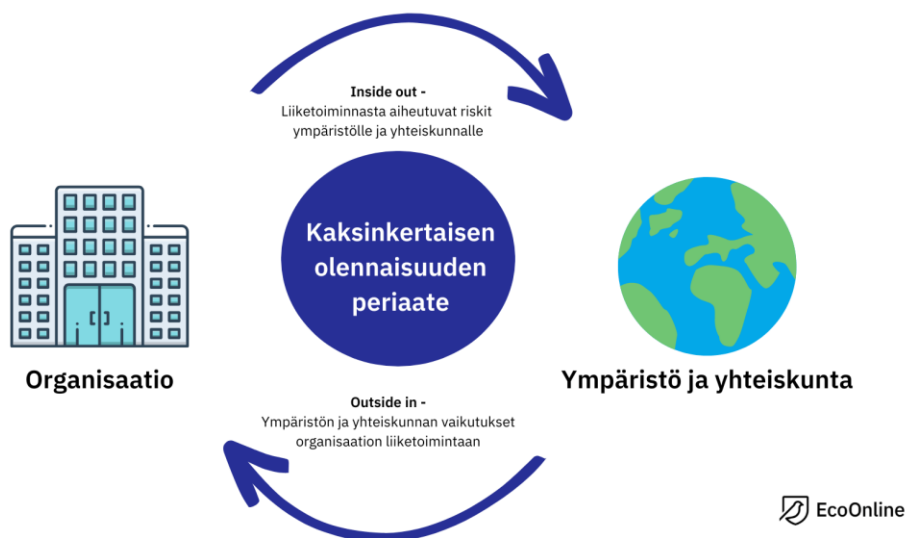 Inside out -
Liiketoiminnasta aiheutuvat riskit
ympäristölle ja yhteiskunnalle
Kaksinkertaisen
olennaisuuden
periaate
Organisaatio
Ympäristö ja yhteiskunta
Outside in -
Ympäristön ja yhteiskunnan vaikutukset
organisaation liiketoimintaan
EcoOnline